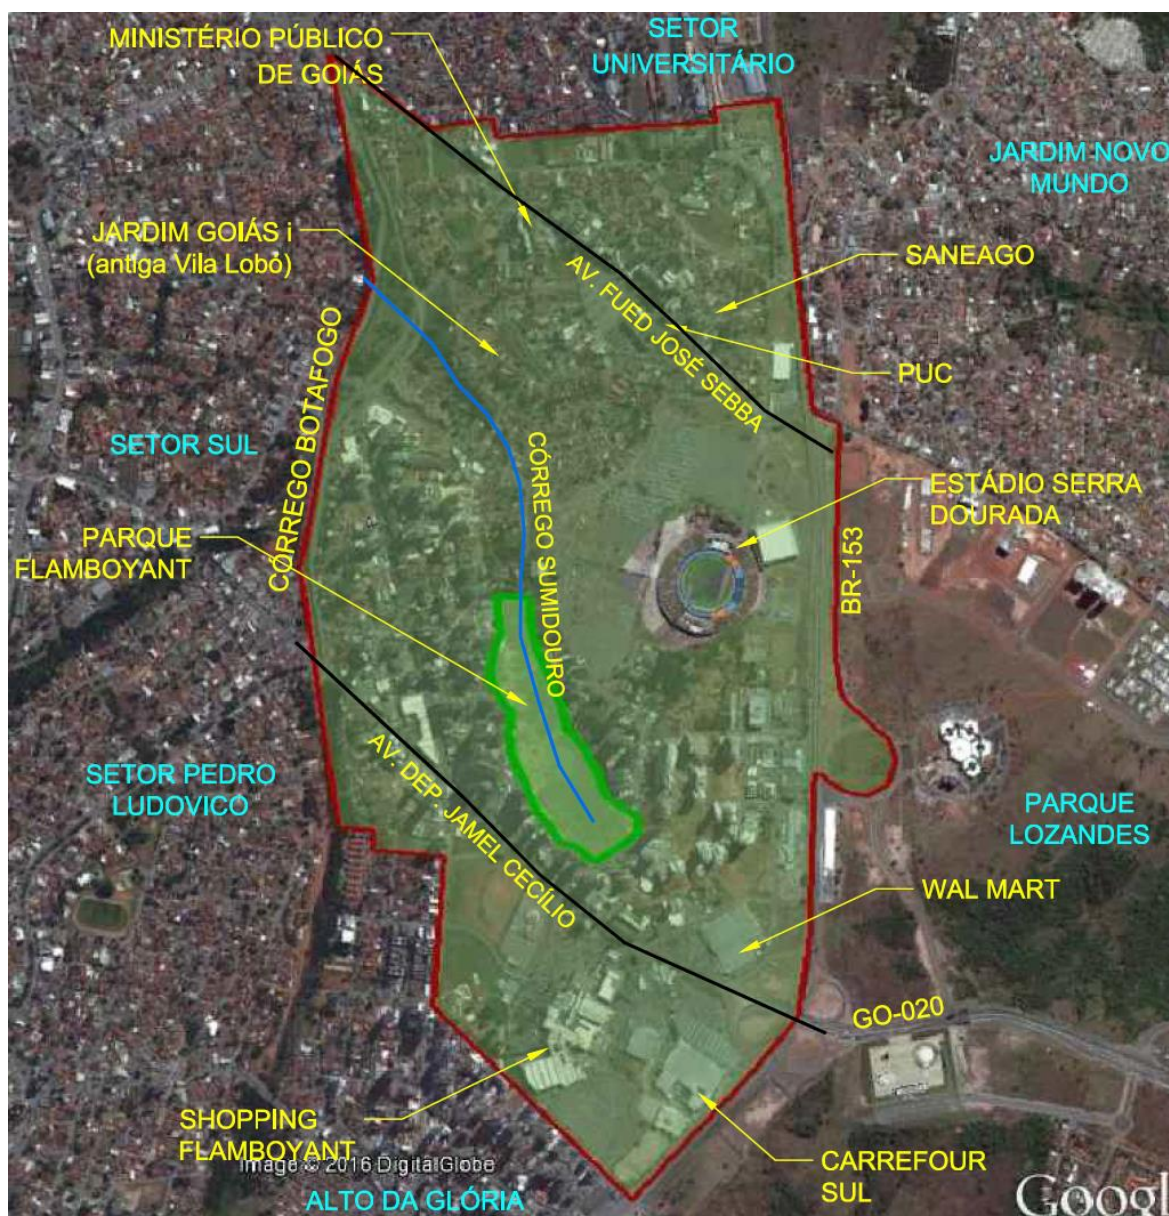 MINISTÉRIO PÚBLICO
DE GOIÁS
SETOR
UNIVERSITÁRIO
JARDIM NOVO
MUNDO
JARDIM GOIÁS i
(antiga Vila Lobó)
SANEAGO
AV. FUED JOSÉ SEBBA
PUC
CÓRREGO BOTAFOGO
SETOR SUL
CÓRREGO SUMIDOURO
ESTÁDIO SERRA
DOURADA
PARQUE
FLAMBOYANT
BR-153
SETOR PEDRO
LUDOVICO
AV. DEP. JAMEL CECÍLIO
PARQUE
LOZANDES
WAL MART
GO-020
SHOPPING
FLAMBOYANT
Image © 2016 DigitalGlobe
CARREFOUR
SUL
ALTO DA GLÓRIA
Googl